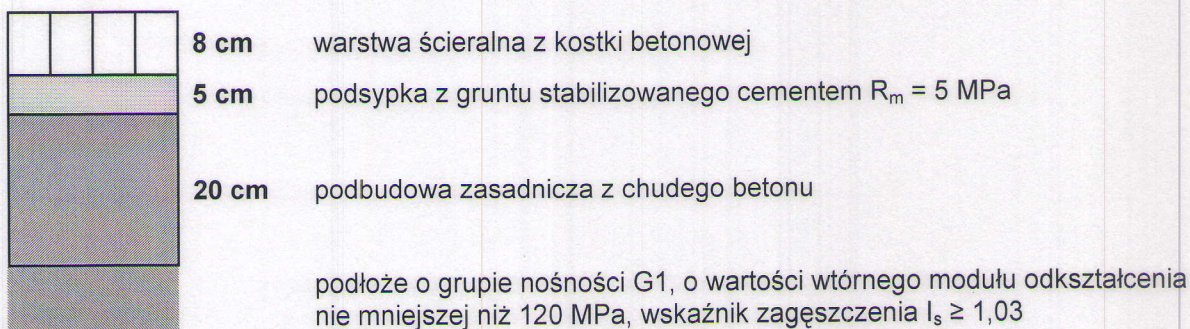 8 cm warstwa ścieralna z kostki betonowej
5 cm podsypka z gruntu stabilizowanego cementem Rm = 5 MPa
20 cm podbudowa zasadnicza z chudego betonu
podłoże o grupie nośności G1, o wartości wtórnego modułu odkształcenia
nie mniejszej niż 120 MPa, wskaźnik zagęszczenia Is ≥ 1,03